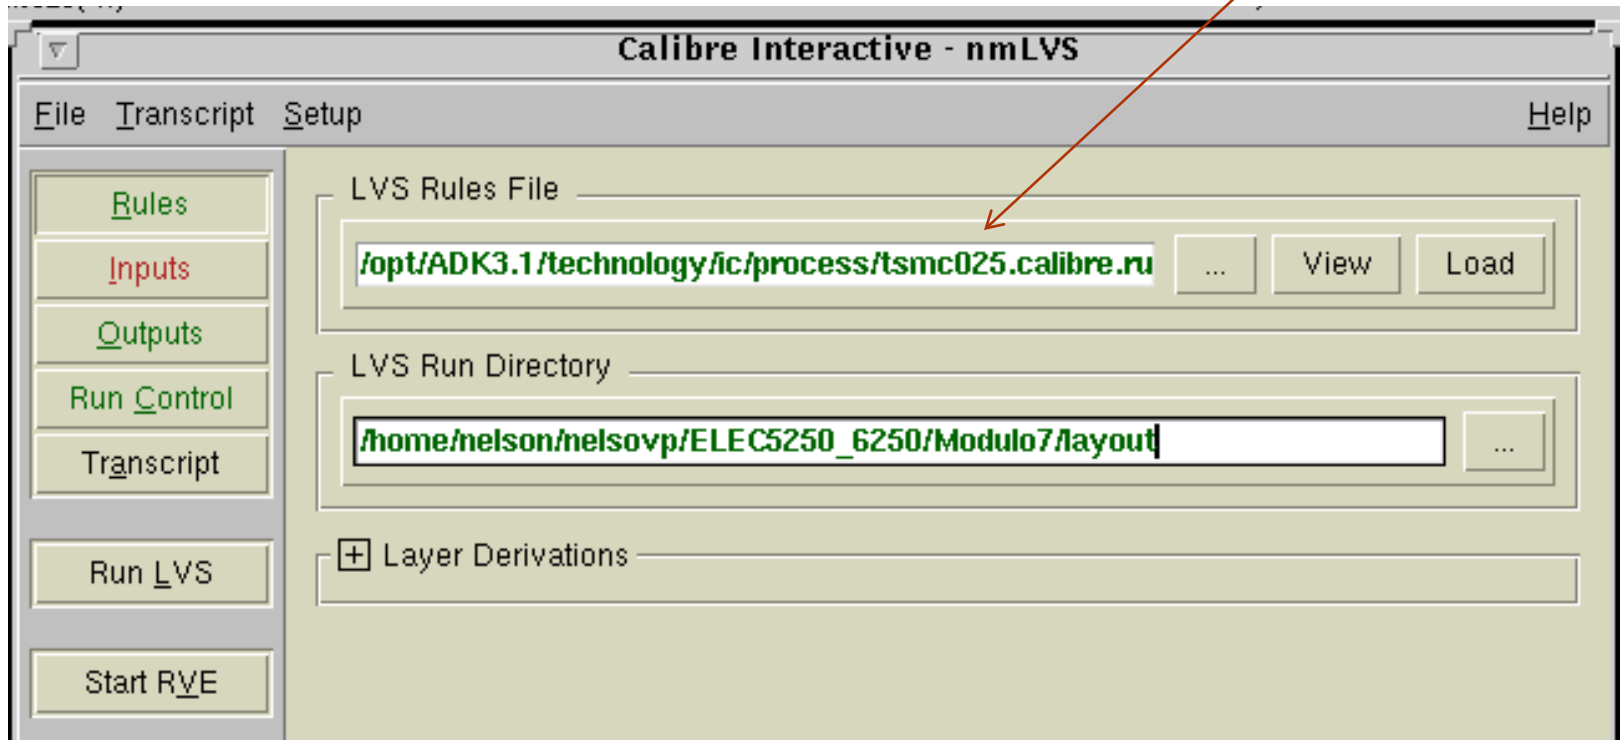 Calibre Interactive - nmLVS
File Transcript Setup Help
Rules
Inputs
Outputs
Run Control
Transcript
Run LVS
Start RVE
LVS Rules File
/opt/ADK3.1/technology/ic/process/tsmc025.calibre.ru ... View Load
LVS Run Directory
/home/nelson/nelsovp/ELEC5250_6250/Modulo7/layout ...
+ Layer Derivations